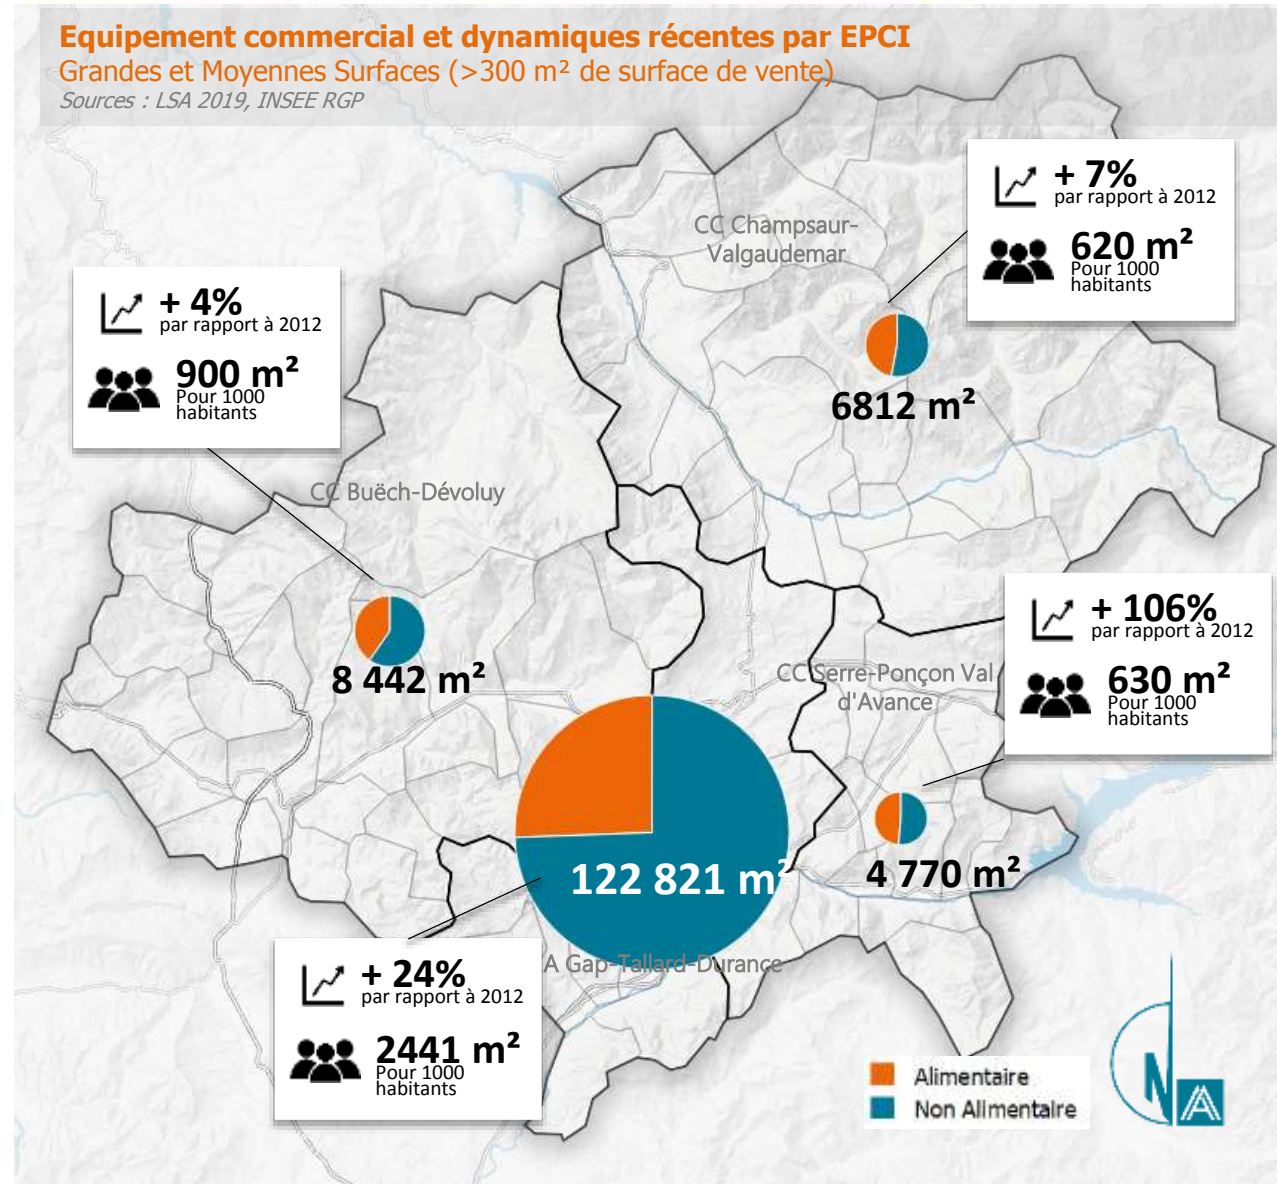 Equipement commercial et dynamiques récentes par EPCI
Grandes et Moyennes Surfaces (>300 m² de surface de vente)
Sources : LSA 2019, INSEE RGP
+ 7%
par rapport à 2012
620 m²
Pour 1000
habitants
CC Champsaur-
Valgaudemar
6812 m²
+ 4%
par rapport à 2012
900 m²
Pour 1000
habitants
CC Buëch-Dévoluy
8 442 m²
+ 106%
par rapport à 2012
630 m²
Pour 1000
habitants
CC Serre-Ponçon Val
d'Avance
4 770 m²
122 821 m²
A Gap-Tallard-Durance
+ 24%
par rapport à 2012
2441 m²
Pour 1000
habitants
Alimentaire
Non Alimentaire
N
A